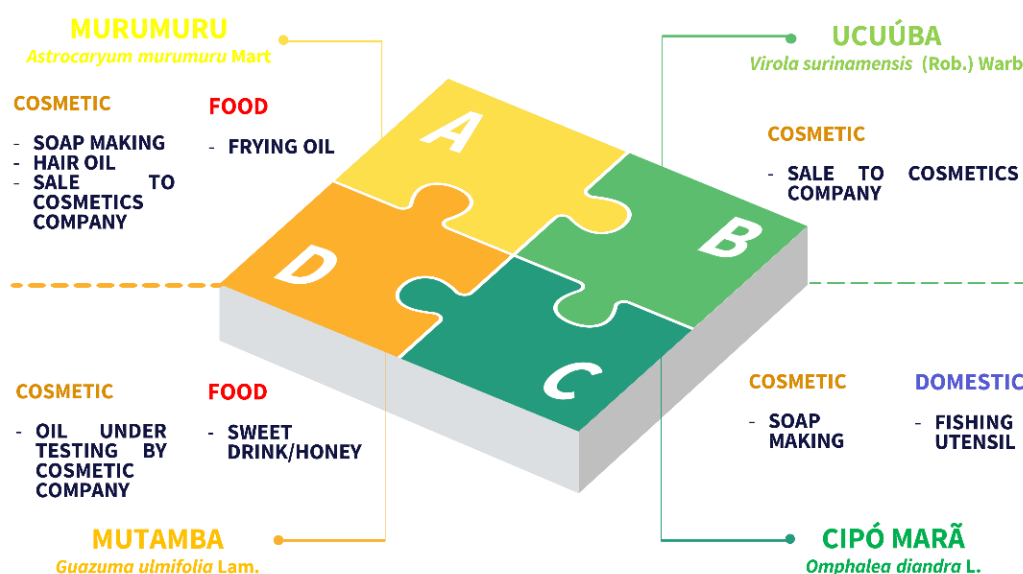 MURUMURU
Astrocaryum murumuru Mart
COSMETIC
- SOAP MAKING
- HAIR OIL
- SALE TO
COSMETICS
COMPANY
FOOD
- FRYING OIL
UCUÚBA
Virola surinamensis (Rob.) Warb
COSMETIC
- SALE TO COSMETICS
COMPANY
A
B
D
C
COSMETIC
- OIL UNDER
TESTING BY
COSMETIC
COMPANY
FOOD
- SWEET
DRINK/HONEY
MUTAMBA
Guazuma ulmifolia Lam.
COSMETIC
- SOAP
MAKING
DOMESTIC
- FISHING
UTENSIL
CIPÓ MARÃ
Omphalea diandra L.